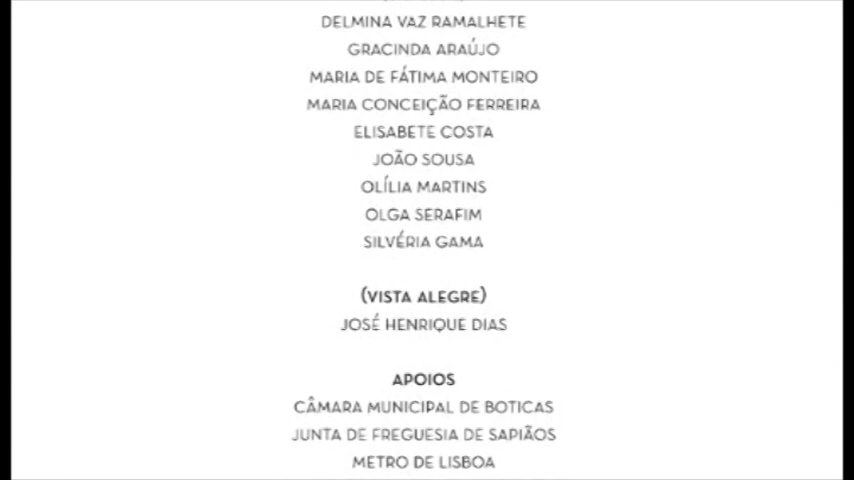 DELMINA VAZ RAMALHETE
GRACINDA ARAÚJO
MARIA DE FÁTIMA MONTEIRO
MARIA CONCEIÇÃO FERREIRA
ELISABETE COSTA
JOÃO SOUSA
OLÍLIA MARTINS
OLGA SERAFIM
SILVÉRIA GAMA
(VISTA ALEGRE)
JOSÉ HENRIQUE DIAS
APOIOS
CÂMARA MUNICIPAL DE BOTICAS
JUNTA DE FREGUESIA DE SAPIÃOS
METRO DE LISBOA